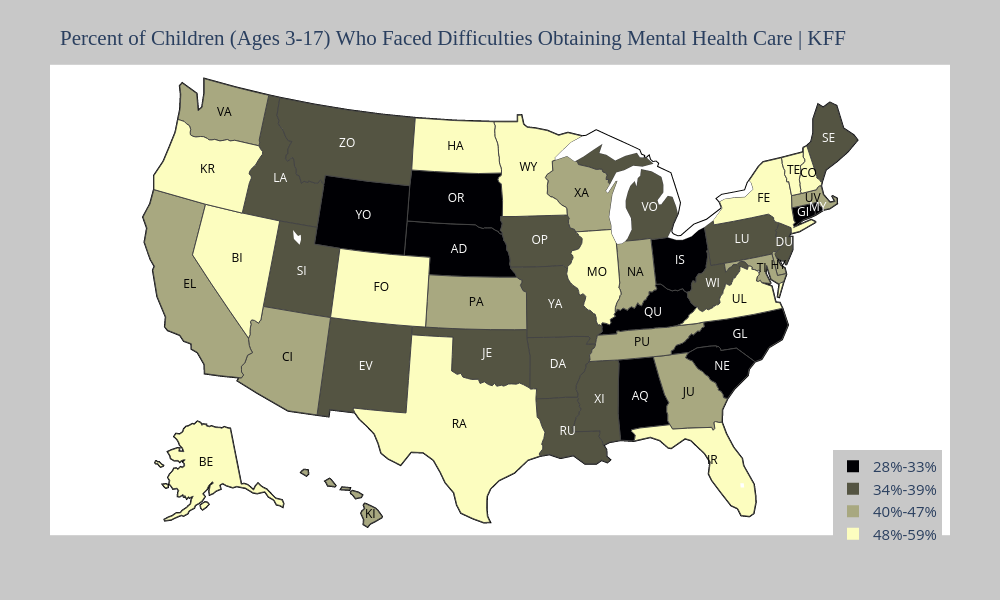 Percent of Children (Ages 3-17) Who Faced Difficulties Obtaining Mental Health Care | KFF
VA
ZO
HA
SE
KR
LA
WY
TE
CO
XA
YO
OR
VO
FE
UV
GI
MY
AD
OP
LU
DU
BI
SI
IS
EL
FO
MO
NA
WI
TI
HY
PA
YA
QU
UL
CI
JE
PU
GL
EV
DA
NE
JU
AQ
XI
RA
RU
BE
IR
KI
28%-33%
34%-39%
40%-47%
48%-59%